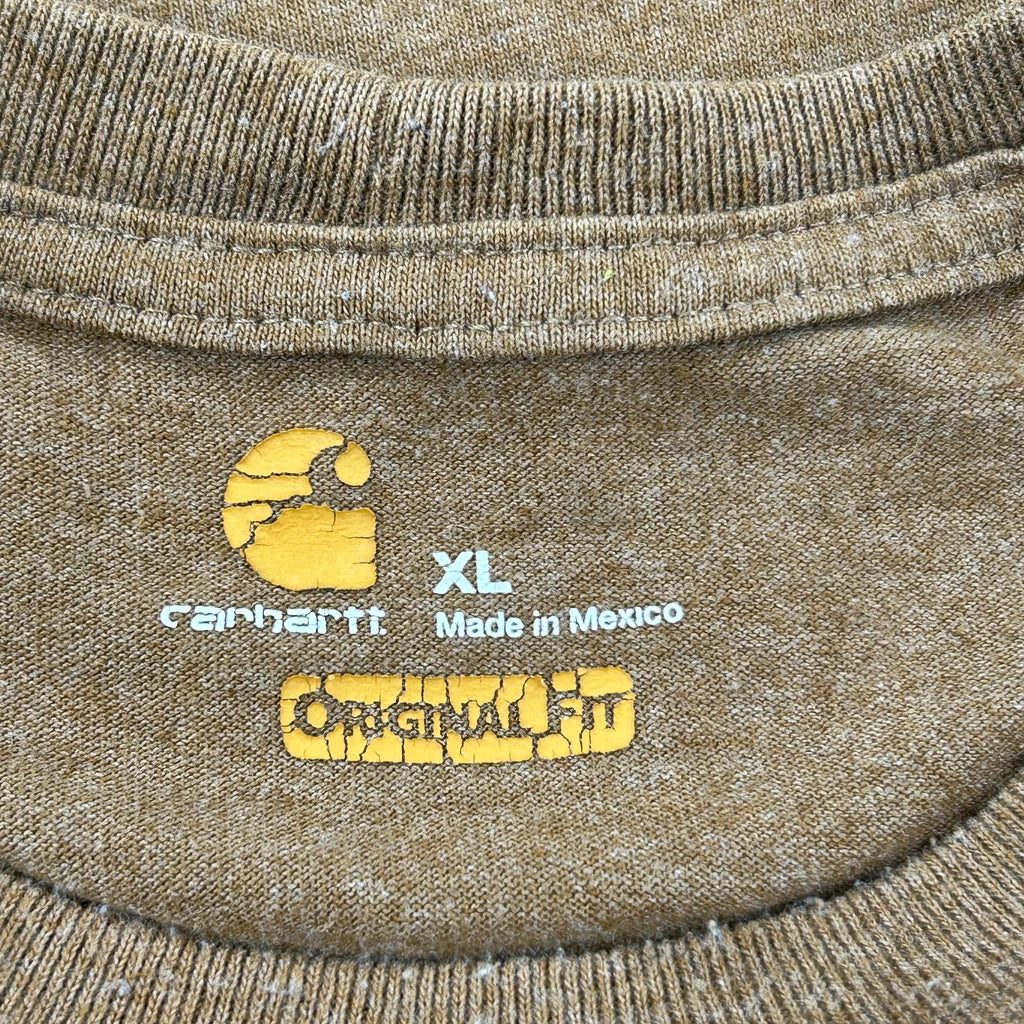 carhartt.
XL
Made in Mexico
ORIGINAL FIT